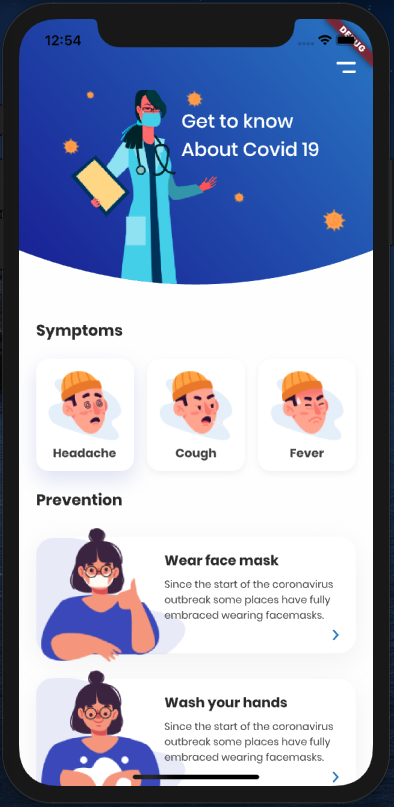 12:54
DEBUG
Get to know
About Covid 19
Symptoms
Headache
Cough
Fever
Prevention
Wear face mask
Since the start of the coronavirus
outbreak some places have fully
embraced wearing facemasks.
Wash your hands
Since the start of the coronavirus
outbreak some places have fully
embraced wearing facemasks.